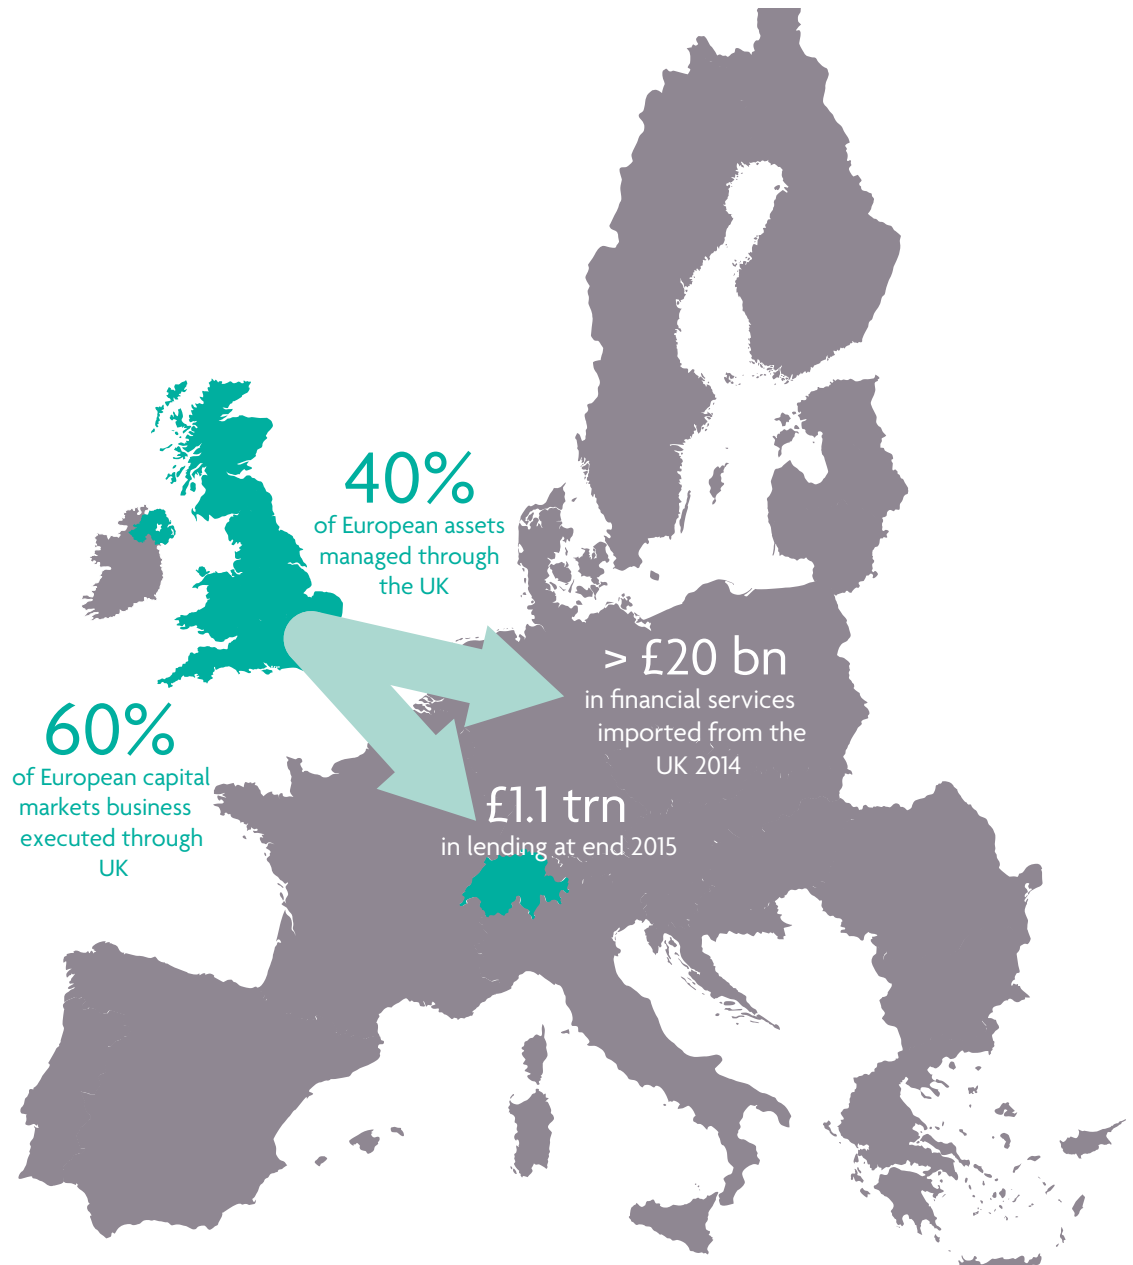 40%
of European assets
managed through
the UK
> £20 bn
in financial services
imported from the
UK 2014
60%
of European capital
markets business
executed through
UK
£1.1 trn
in lending at end 2015